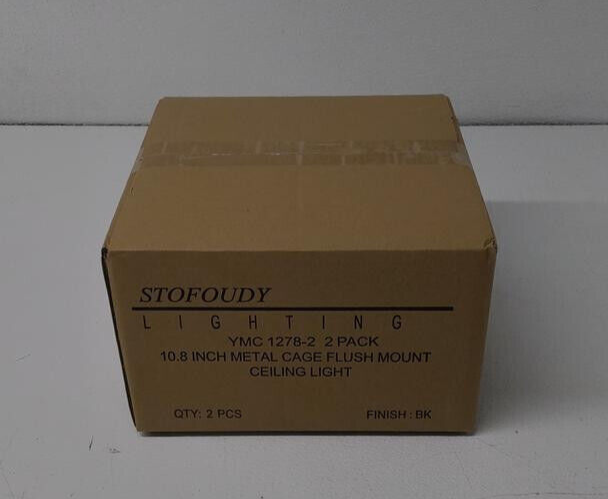 STOFOUDY
LIGHTING
YMC 1278-2 2 PACK
10.8 INCH METAL CAGE FLUSH MOUNT
CEILING LIGHT
QTY: 2 PCS FINISH : BK